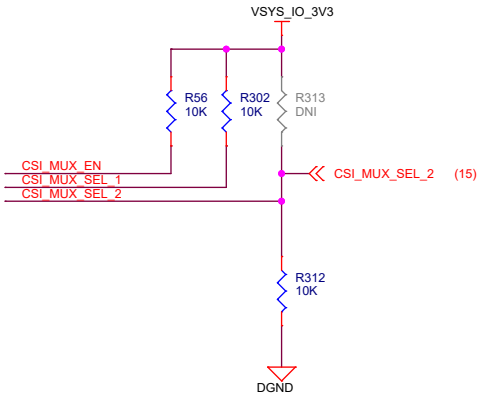 VSYS_IO_3V3
R56
10K
R302
10K
R313
DNI
CSI_MUX_EN
CSI_MUX_SEL_1
CSI_MUX_SEL_2
CSI_MUX_SEL_2 (15)
R312
10K
DGND